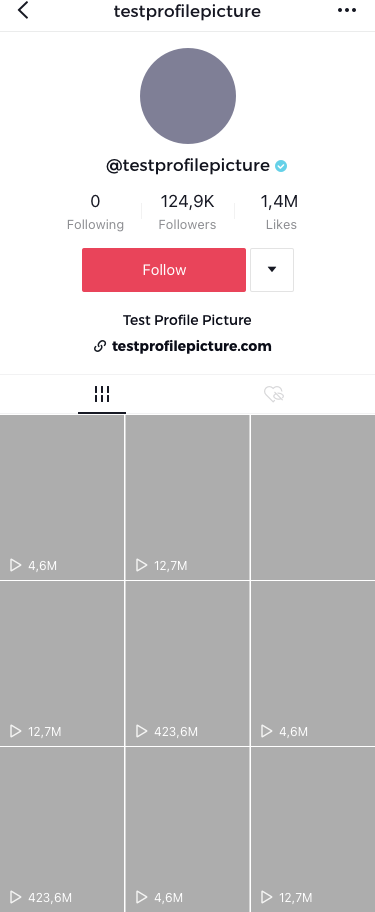 testprofilepicture
@testprofilepicture
0 124,9K 1,4M
Following Followers Likes
Follow
Test Profile Picture
testprofilepicture.com
4,6M 12,7M
12,7M 423,6M 4,6M
423,6M 4,6M 12,7M